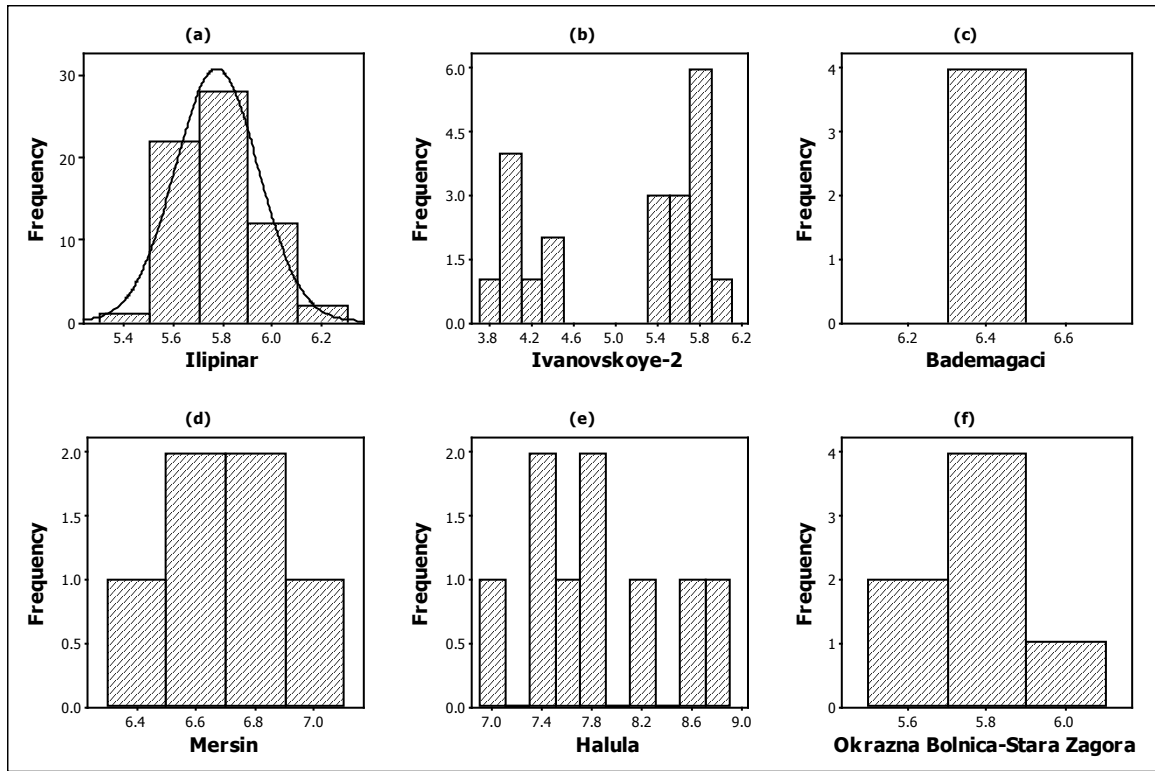 (a)
Frequency
30
20
10
0
5.4 5.6 5.8 6.0 6.2
Ilipinar
(b)
Frequency
6.0
4.5
3.0
1.5
0.0
3.8 4.2 4.6 5.0 5.4 5.8 6.2
Ivanovskoye-2
(c)
Frequency
4
3
2
1
0
6.2 6.4 6.6
Bademagaci
(d)
Frequency
2.0
1.5
1.0
0.5
0.0
6.4 6.6 6.8 7.0
Mersin
(e)
Frequency
2.0
1.5
1.0
0.5
0.0
7.0 7.4 7.8 8.2 8.6 9.0
Halula
(f)
Frequency
4
3
2
1
0
5.6 5.8 6.0
Okrazna Bolnica-Stara Zagora